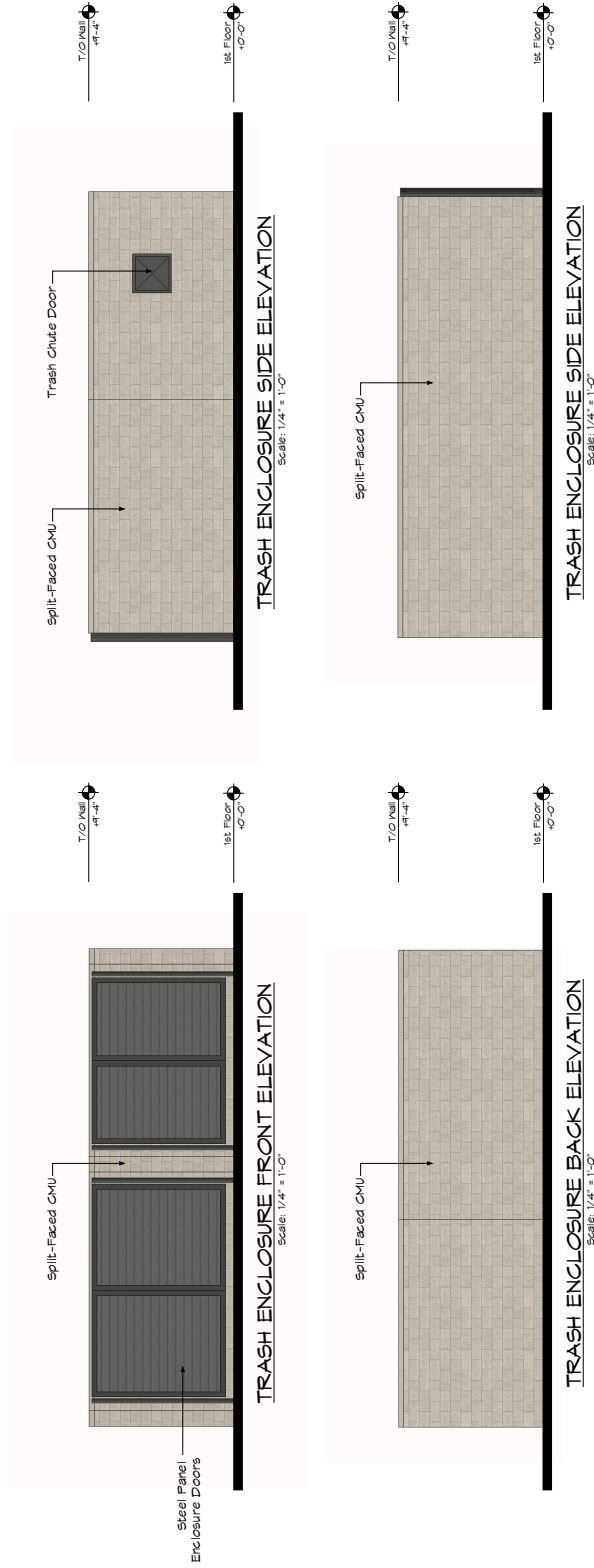 Steel Panel
Enclosure Doors
Split-Faced CMU
T/O Wall
+9'-4"
1st Floor
+0'-0"
TRASH ENCLOSURE FRONT ELEVATION
Scale: 1/4" = 1'-0"
Split-Faced CMU
Trash Chute Door
T/O Wall
+9'-4"
1st Floor
+0'-0"
TRASH ENCLOSURE SIDE ELEVATION
Scale: 1/4" = 1'-0"
Split-Faced CMU
T/O Wall
+9'-4"
1st Floor
+0'-0"
TRASH ENCLOSURE BACK ELEVATION
Scale: 1/4" = 1'-0"
Split-Faced CMU
T/O Wall
+9'-4"
1st Floor
+0'-0"
TRASH ENCLOSURE SIDE ELEVATION
Scale: 1/4" = 1'-0"